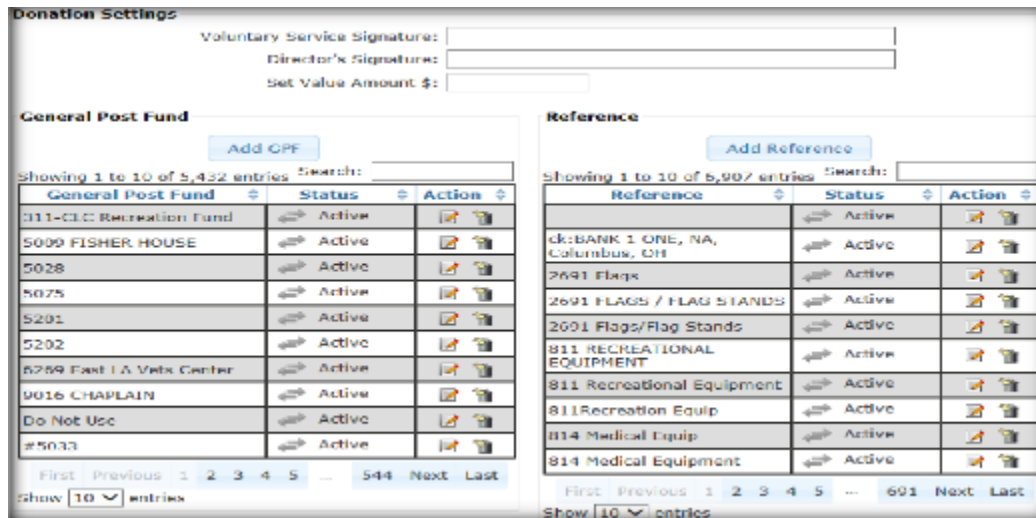 Donation Settings
Voluntary Service Signature:
Director's Signature:
Set Value Amount $:
General Post Fund
Add GPF
Showing 1 to 10 of 5,432 entries Search:
General Post Fund Status Action
311-CLC Recreation Fund Active
5009 FISHER HOUSE Active
5028 Active
5075 Active
5201 Active
5202 Active
6269 East LA Vets Center Active
9016 CHAPLAIN Active
Do Not Use Active
#5033 Active
First Previous 1 2 3 4 5 ... 544 Next Last
Show 10 entries
Reference
Add Reference
Showing 1 to 10 of 6,907 entries Search:
Reference Status Action
Active
ck:BANK 1 ONE, NA,
Columbus, OH Active
2691 Flags Active
2691 FLAGS / FLAG STANDS Active
2691 Flags/Flag Stands Active
811 RECREATIONAL
EQUIPMENT Active
811 Recreational Equipment Active
811Recreation Equip Active
814 Medical Equip Active
814 Medical Equipment Active
First Previous 1 2 3 4 5 ... 691 Next Last
Show 10 entries